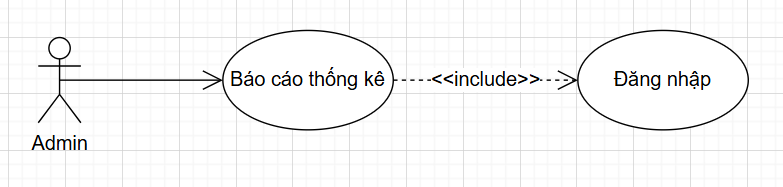 Báo cáo thống kê
<<include>>
Đăng nhập
Admin